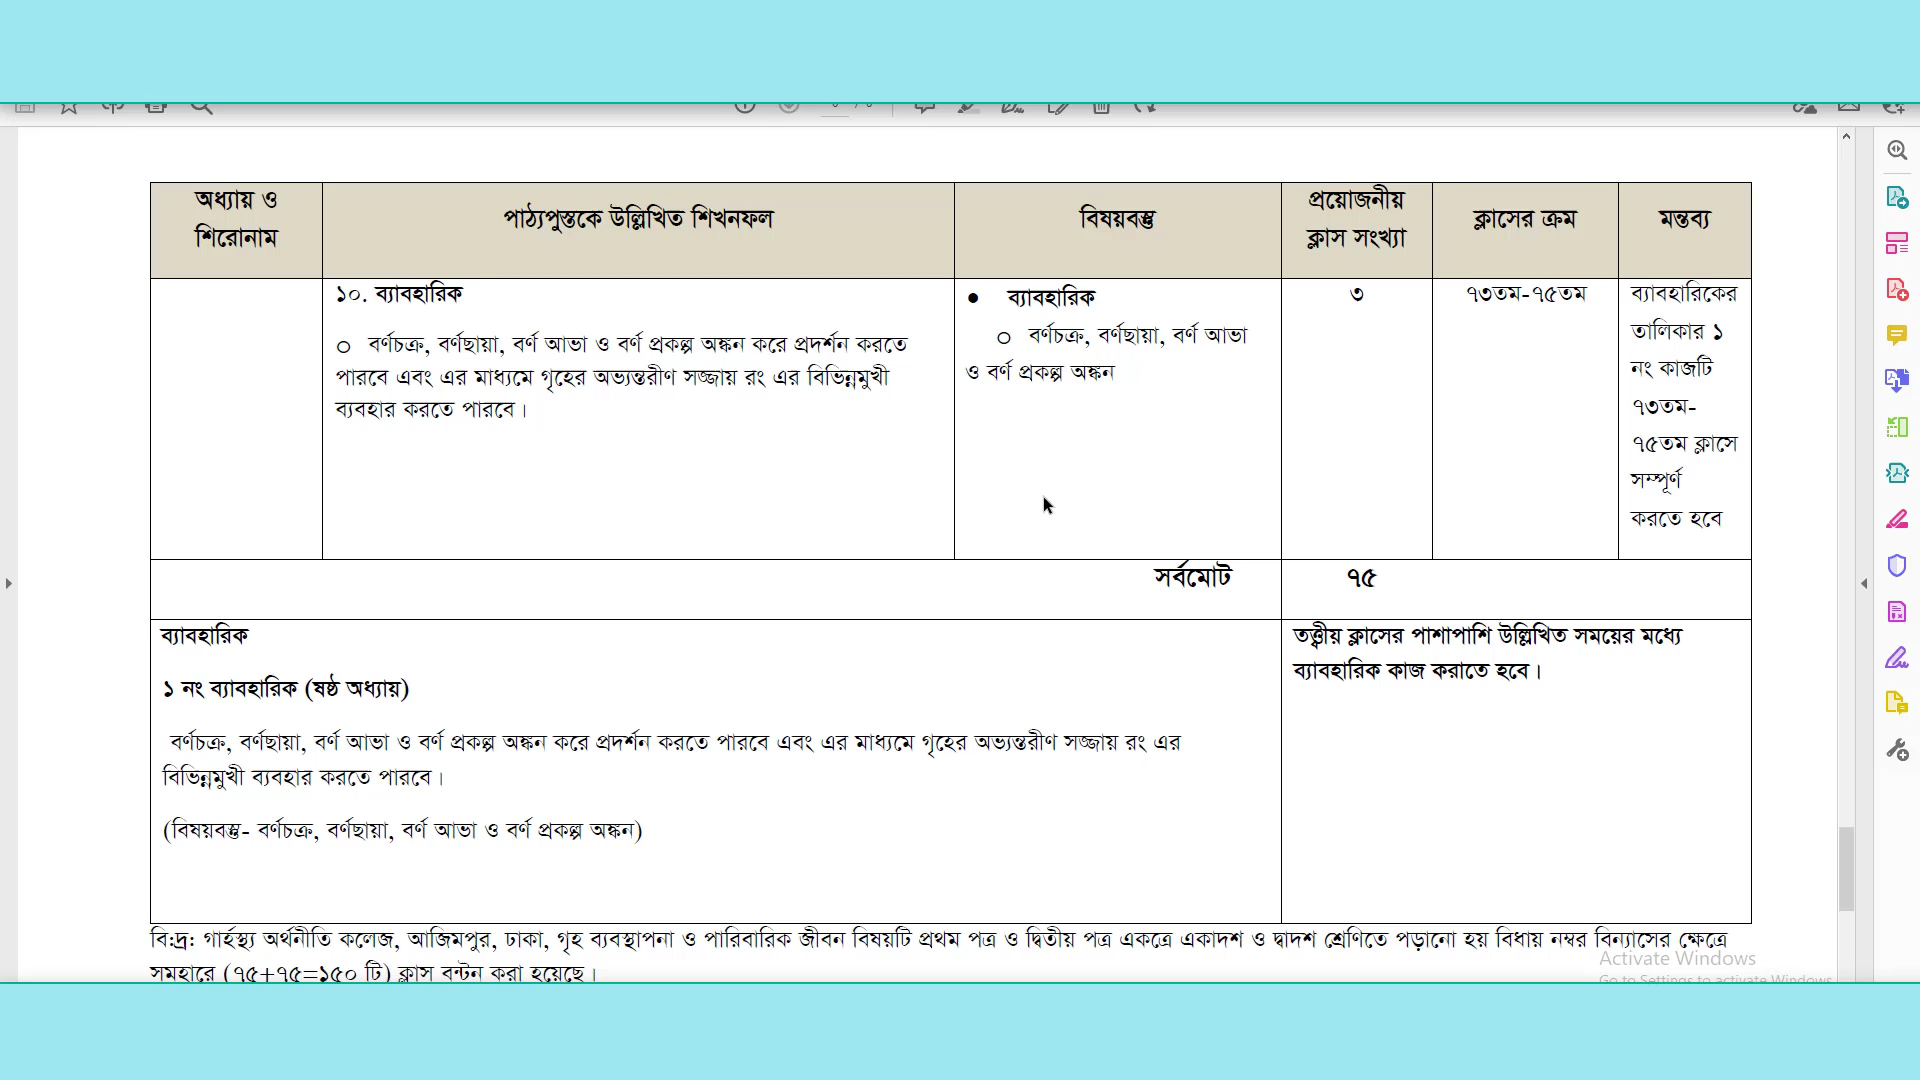 অধ্যায় ও
শিরোনাম
পাঠ্যপুস্তকে উল্লিখিত শিখনফল
বিষয়বস্তু
প্রয়োজনীয়
ক্লাস সংখ্যা
ক্লাসের ক্রম
মন্তব্য
১০. ব্যাবহারিক
o বর্ণচক্র, বর্ণছায়া, বর্ণ আভা ও বর্ণ প্রকল্প অঙ্কন করে প্রদর্শন করতে
পারবে এবং এর মাধ্যমে গৃহের অভ্যন্তরীণ সজ্জায় রং এর বিভিন্নমুখী
ব্যবহার করতে পারবে।
● ব্যাবহারিক
o বর্ণচক্র, বর্ণছায়া, বর্ণ আভা
ও বর্ণ প্রকল্প অঙ্কন
৩
৭৩তম-৭৫তম
ব্যাবহারিকের
তালিকার ১
নং কাজটি
৭৩তম-
৭৫তম ক্লাসে
সম্পূর্ণ
করতে হবে
সর্বমোট
৭৫
ব্যাবহারিক
১ নং ব্যাবহারিক (ষষ্ঠ অধ্যায়)
বর্ণচক্র, বর্ণছায়া, বর্ণ আভা ও বর্ণ প্রকল্প অঙ্কন করে প্রদর্শন করতে পারবে এবং এর মাধ্যমে গৃহের অভ্যন্তরীণ সজ্জায় রং এর
বিভিন্নমুখী ব্যবহার করতে পারবে।
(বিষয়বস্তু- বর্ণচক্র, বর্ণছায়া, বর্ণ আভা ও বর্ণ প্রকল্প অঙ্কন)
তত্ত্বীয় ক্লাসের পাশাপাশি উল্লিখিত সময়ের মধ্যে
ব্যাবহারিক কাজ করাতে হবে।
বি:দ্র: গার্হস্থ্য অর্থনীতি কলেজ, আজিমপুর, ঢাকা, গৃহ ব্যবস্থাপনা ও পারিবারিক জীবন বিষয়টি প্রথম পত্র ও দ্বিতীয় পত্র একত্রে একাদশ ও দ্বাদশ শ্রেণিতে পড়ানো হয় বিধায় নম্বর বিন্যাসের ক্ষেত্রে
সমহারে (৭৫+৭৫=১৫০ টি) ক্লাস বন্টন করা হয়েছে।
Activate Windows
Go to Settings to activate Windows.